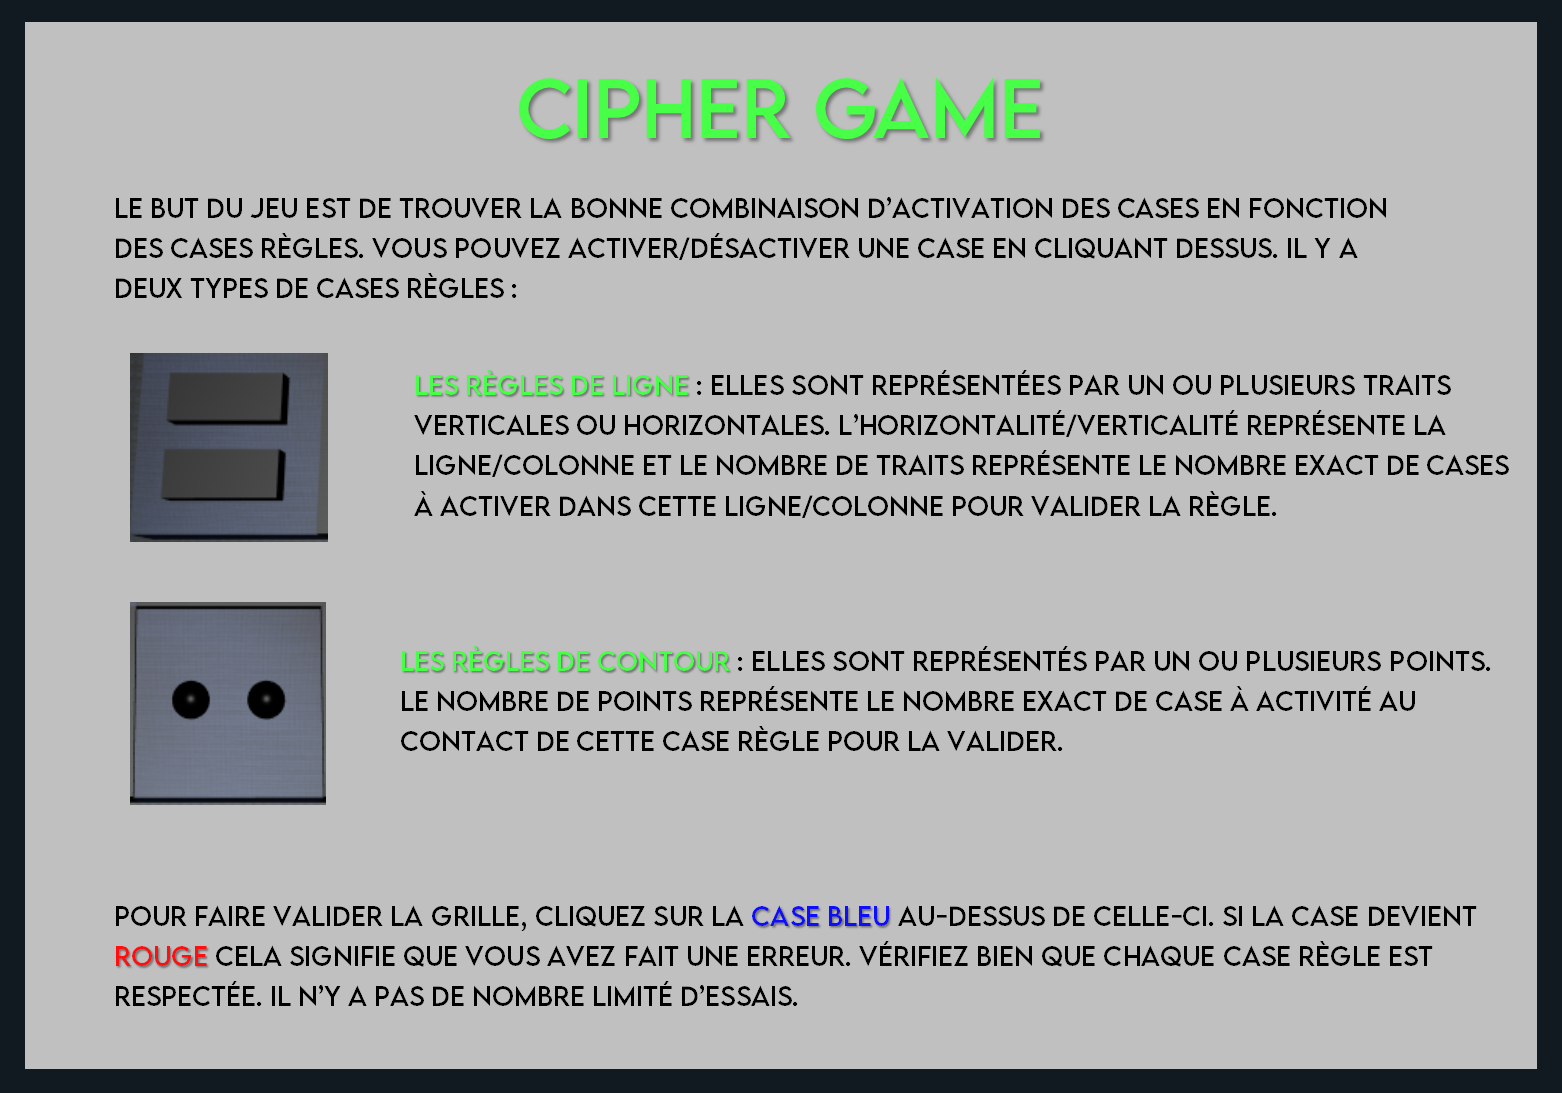 CIPHER GAME
LE BUT DU JEU EST DE TROUVER LA BONNE COMBINAISON D'ACTIVATION DES CASES EN FONCTION
DES CASES RÈGLES. VOUS POUVEZ ACTIVER/DÉSACTIVER UNE CASE EN CLIQUANT DESSUS. IL Y A
DEUX TYPES DE CASES RÈGLES :
LES RÈGLES DE LIGNE : ELLES SONT REPRÉSENTÉES PAR UN OU PLUSIEURS TRAITS
VERTICALES OU HORIZONTALES. L'HORIZONTALITÉ/VERTICALITÉ REPRÉSENTE LA
LIGNE/COLONNE ET LE NOMBRE DE TRAITS REPRÉSENTE LE NOMBRE EXACT DE CASES
À ACTIVER DANS CETTE LIGNE/COLONNE POUR VALIDER LA RÈGLE.
LES RÈGLES DE CONTOUR : ELLES SONT REPRÉSENTÉS PAR UN OU PLUSIEURS POINTS.
LE NOMBRE DE POINTS REPRÉSENTE LE NOMBRE EXACT DE CASE À ACTIVITÉ AU
CONTACT DE CETTE CASE RÈGLE POUR LA VALIDER.
POUR FAIRE VALIDER LA GRILLE, CLIQUEZ SUR LA CASE BLEU AU-DESSUS DE CELLE-CI. SI LA CASE DEVIENT
ROUGE CELA SIGNIFIE QUE VOUS AVEZ FAIT UNE ERREUR. VÉRIFIEZ BIEN QUE CHAQUE CASE RÈGLE EST
RESPECTÉE. IL N'Y A PAS DE NOMBRE LIMITÉ D'ESSAIS.